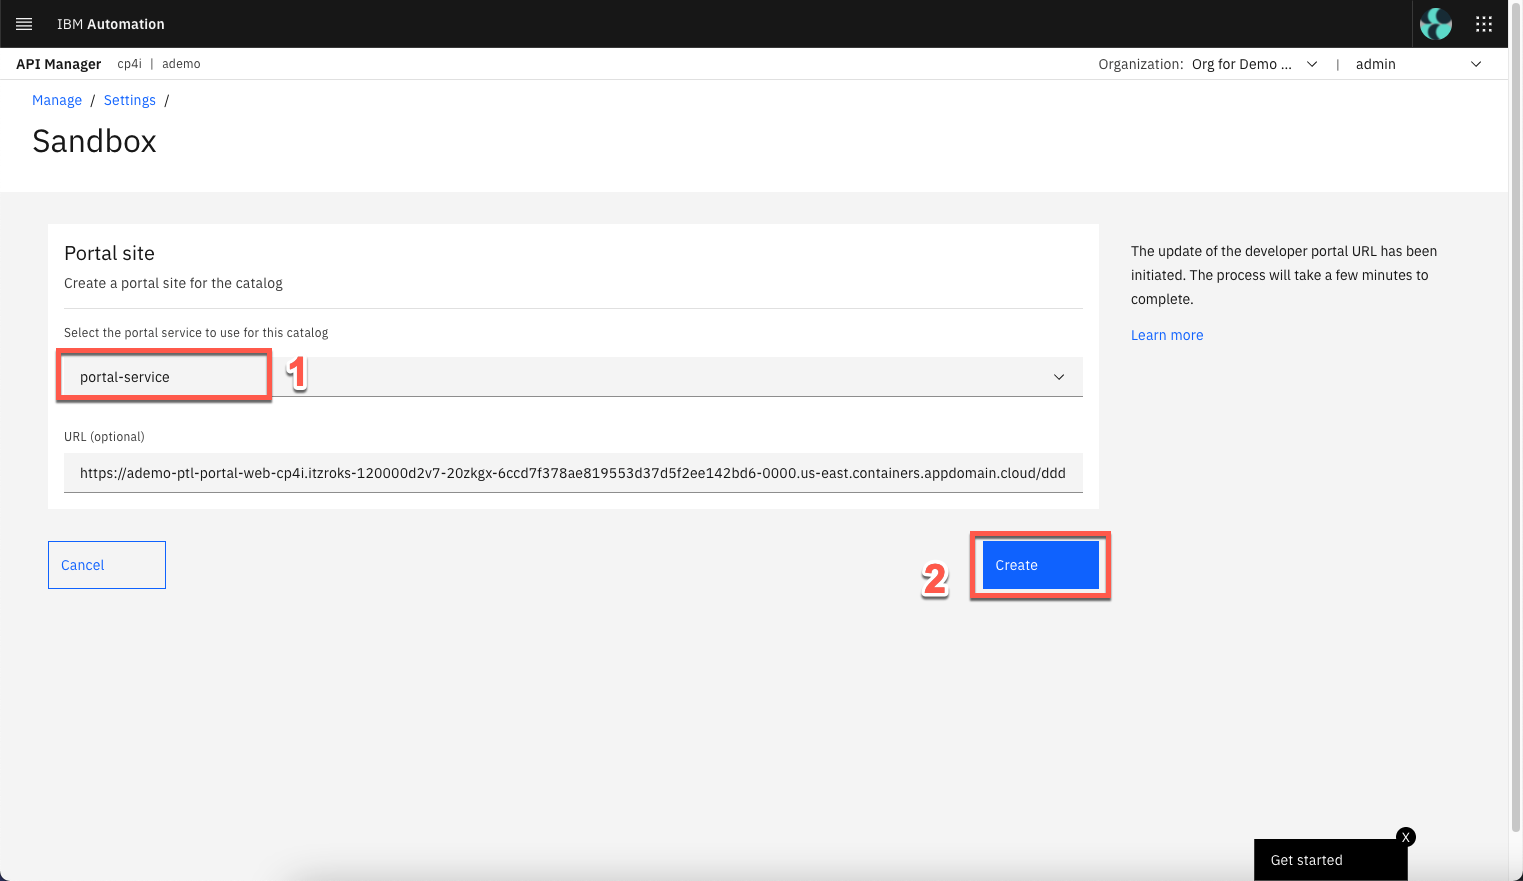 IBM Automation
API Manager cp4i | ademo Organization: Org for Demo ... | admin
Manage / Settings /
Sandbox
Portal site
Create a portal site for the catalog
Select the portal service to use for this catalog
portal-service 1
URL (optional)
https://ademo-ptl-portal-web-cp4i.itzroks-120000d2v7-20zkgx-6ccd7f378ae819553d37d5f2ee142bd6-0000.us-east.containers.appdomain.cloud/ddd
The update of the developer portal URL has been
initiated. The process will take a few minutes to
complete.
Learn more
Cancel
2 Create
X
Get started